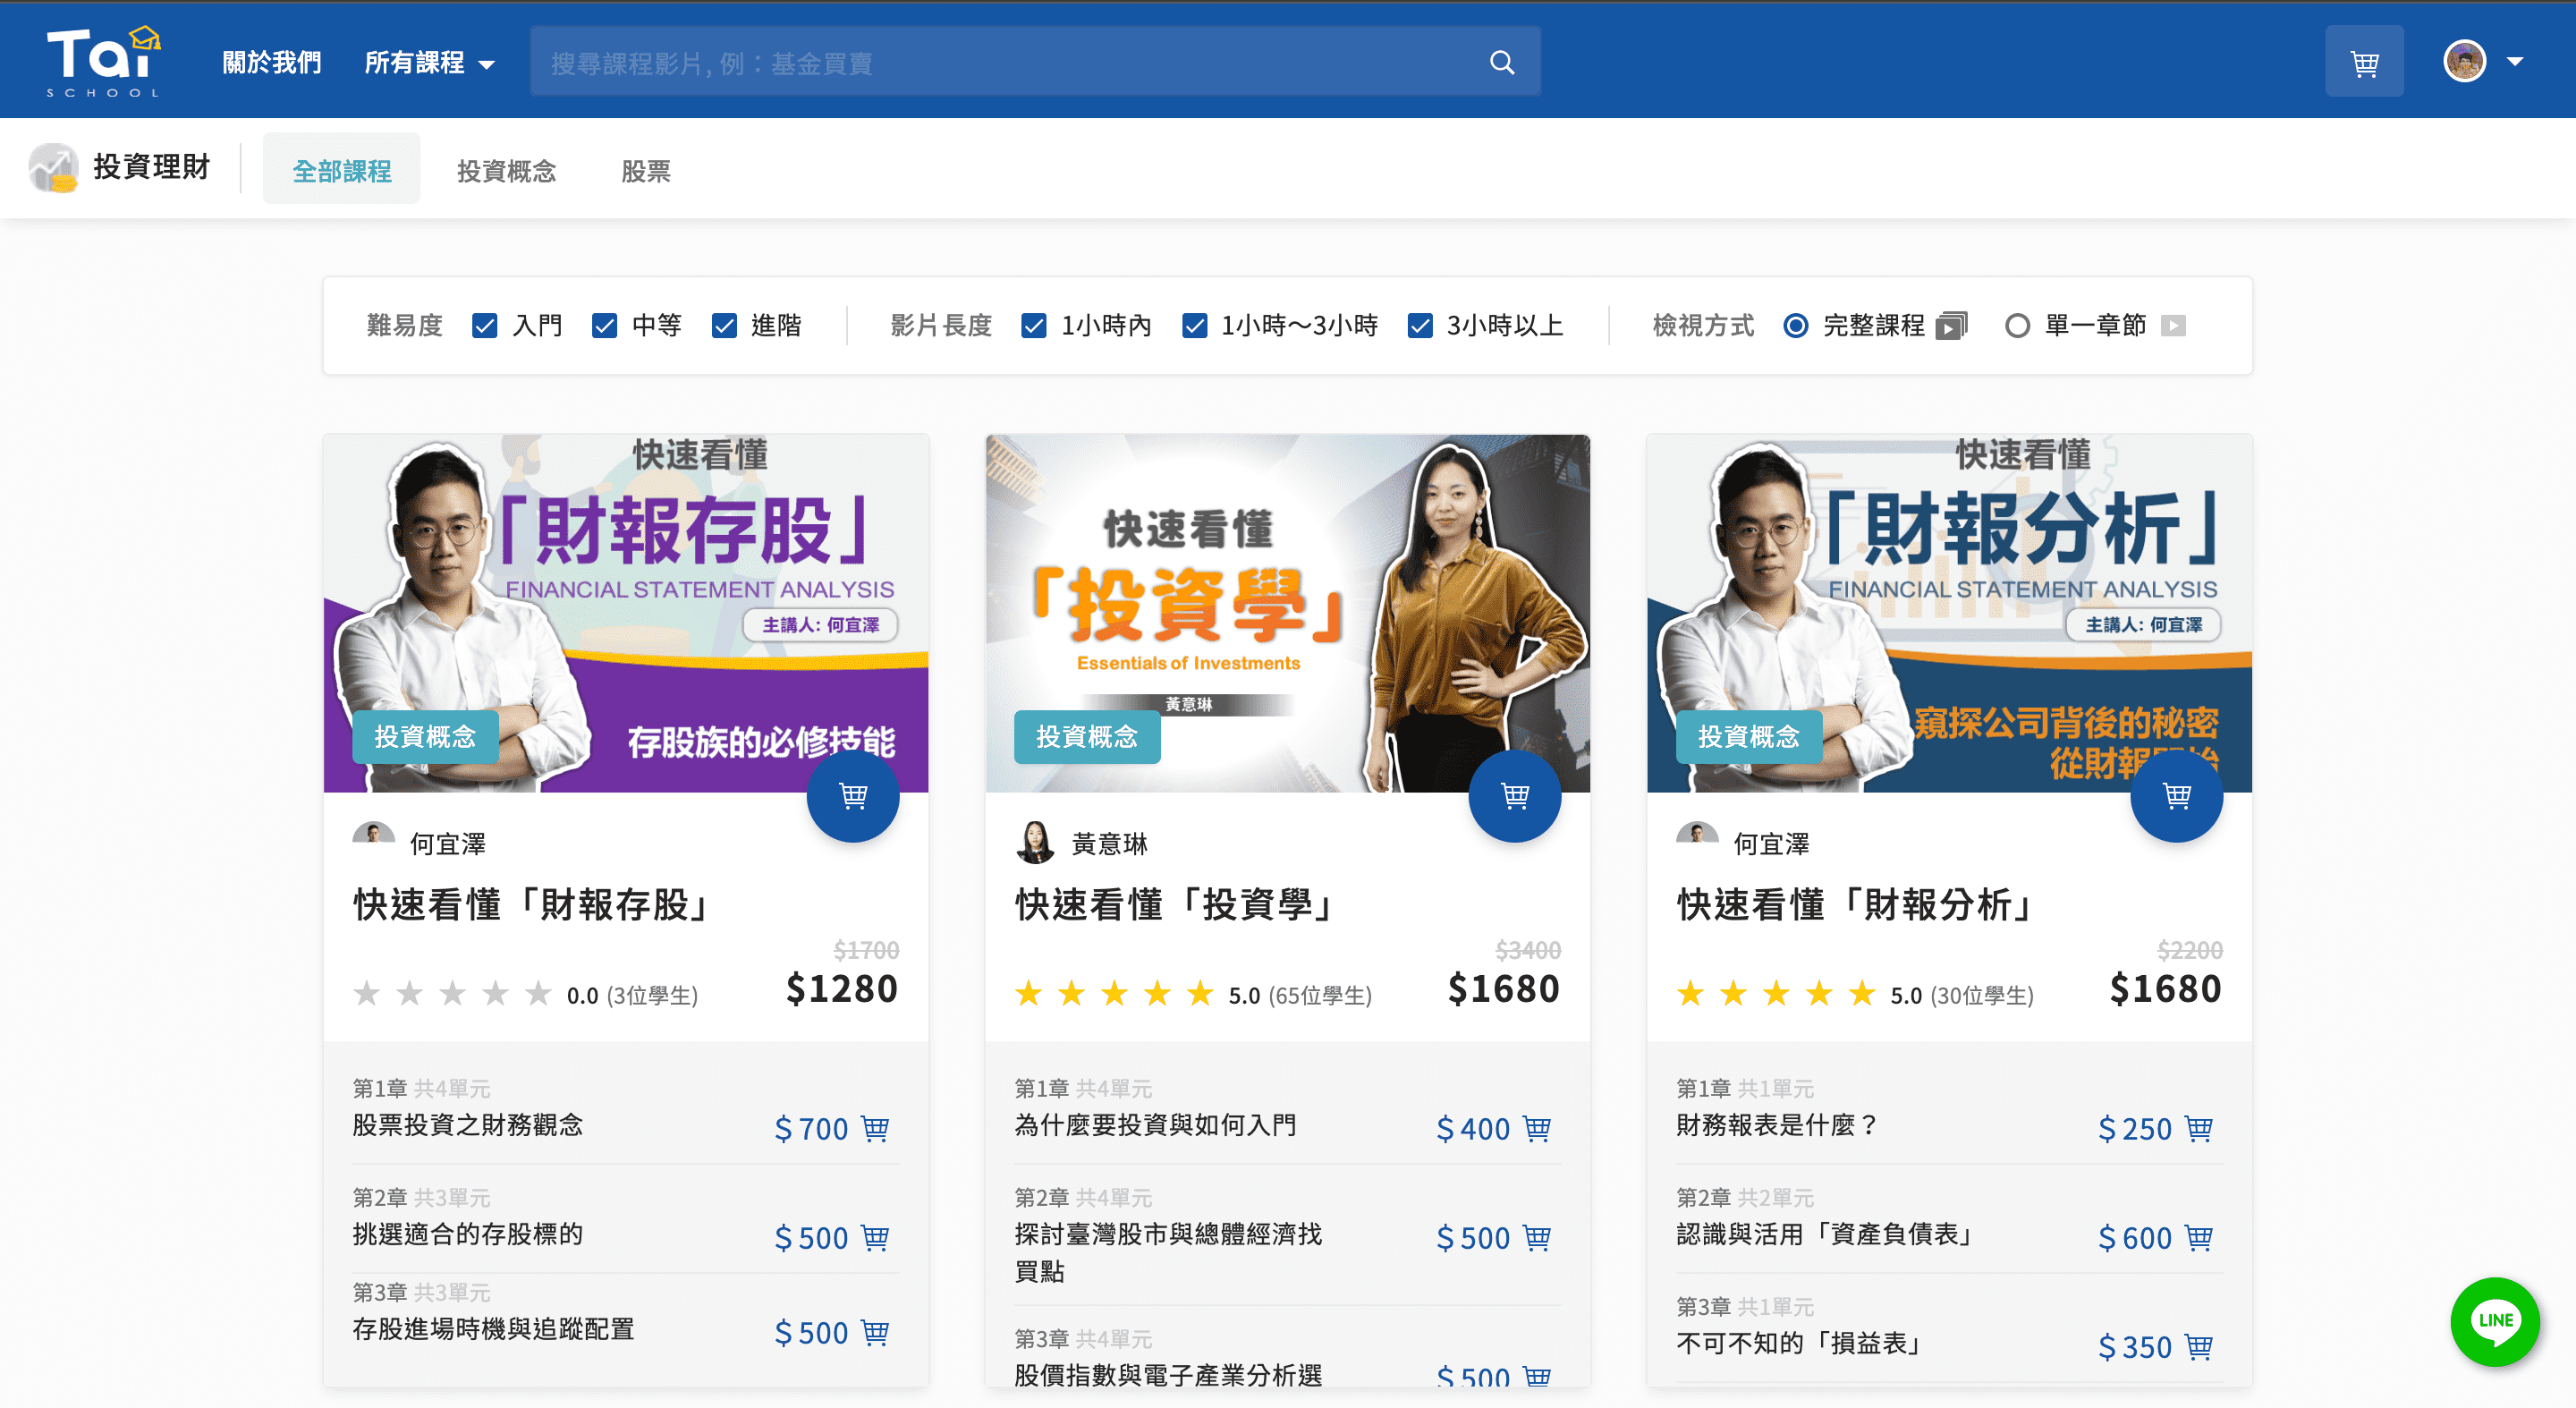 Tai
SCHOOL
關於我們
所有課程
搜尋課程影片, 例：基金買賣
投資理財
全部課程
投資概念
股票
難易度 入門 中等 進階
影片長度 1小時內 1小時～3小時 3小時以上
檢視方式 完整課程 單一章節
快速看懂
「財報存股」
FINANCIAL STATEMENT ANALYSIS
主講人: 何宜澤
存股族的必修技能
投資概念
何宜澤
快速看懂「財報存股」
$1700
0.0 (3位學生)
$1280
第1章 共4單元
股票投資之財務觀念
$ 700
第2章 共3單元
挑選適合的存股標的
$ 500
第3章 共3單元
存股進場時機與追蹤配置
$ 500
快速看懂
「投資學」
Essentials of Investments
黃意琳
投資概念
黃意琳
快速看懂「投資學」
$3400
5.0 (65位學生)
$1680
第1章 共4單元
為什麼要投資與如何入門
$ 400
第2章 共4單元
探討臺灣股市與總體經濟找
買點
$ 500
第3章 共4單元
股價指數與電子產業分析選
$ 500
快速看懂
「財報分析」
FINANCIAL STATEMENT ANALYSIS
主講人: 何宜澤
窺探公司背後的秘密
從財報開始
投資概念
何宜澤
快速看懂「財報分析」
$2200
5.0 (30位學生)
$1680
第1章 共1單元
財務報表是什麼？
$ 250
第2章 共2單元
認識與活用「資產負債表」
$ 600
第3章 共1單元
不可不知的「損益表」
$ 350
LINE